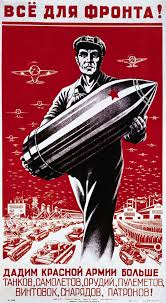 ВСЁ ДЛЯ ФРОНТА!
ДАДИМ КРАСНОЙ АРМИИ БОЛЬШЕ
ТАНКОВ, САМОЛЕТОВ, ОРУДИЙ, ПУЛЕМЕТОВ,
ВИНТОВОК, СНАРЯДОВ, ПАТРОНОВ!